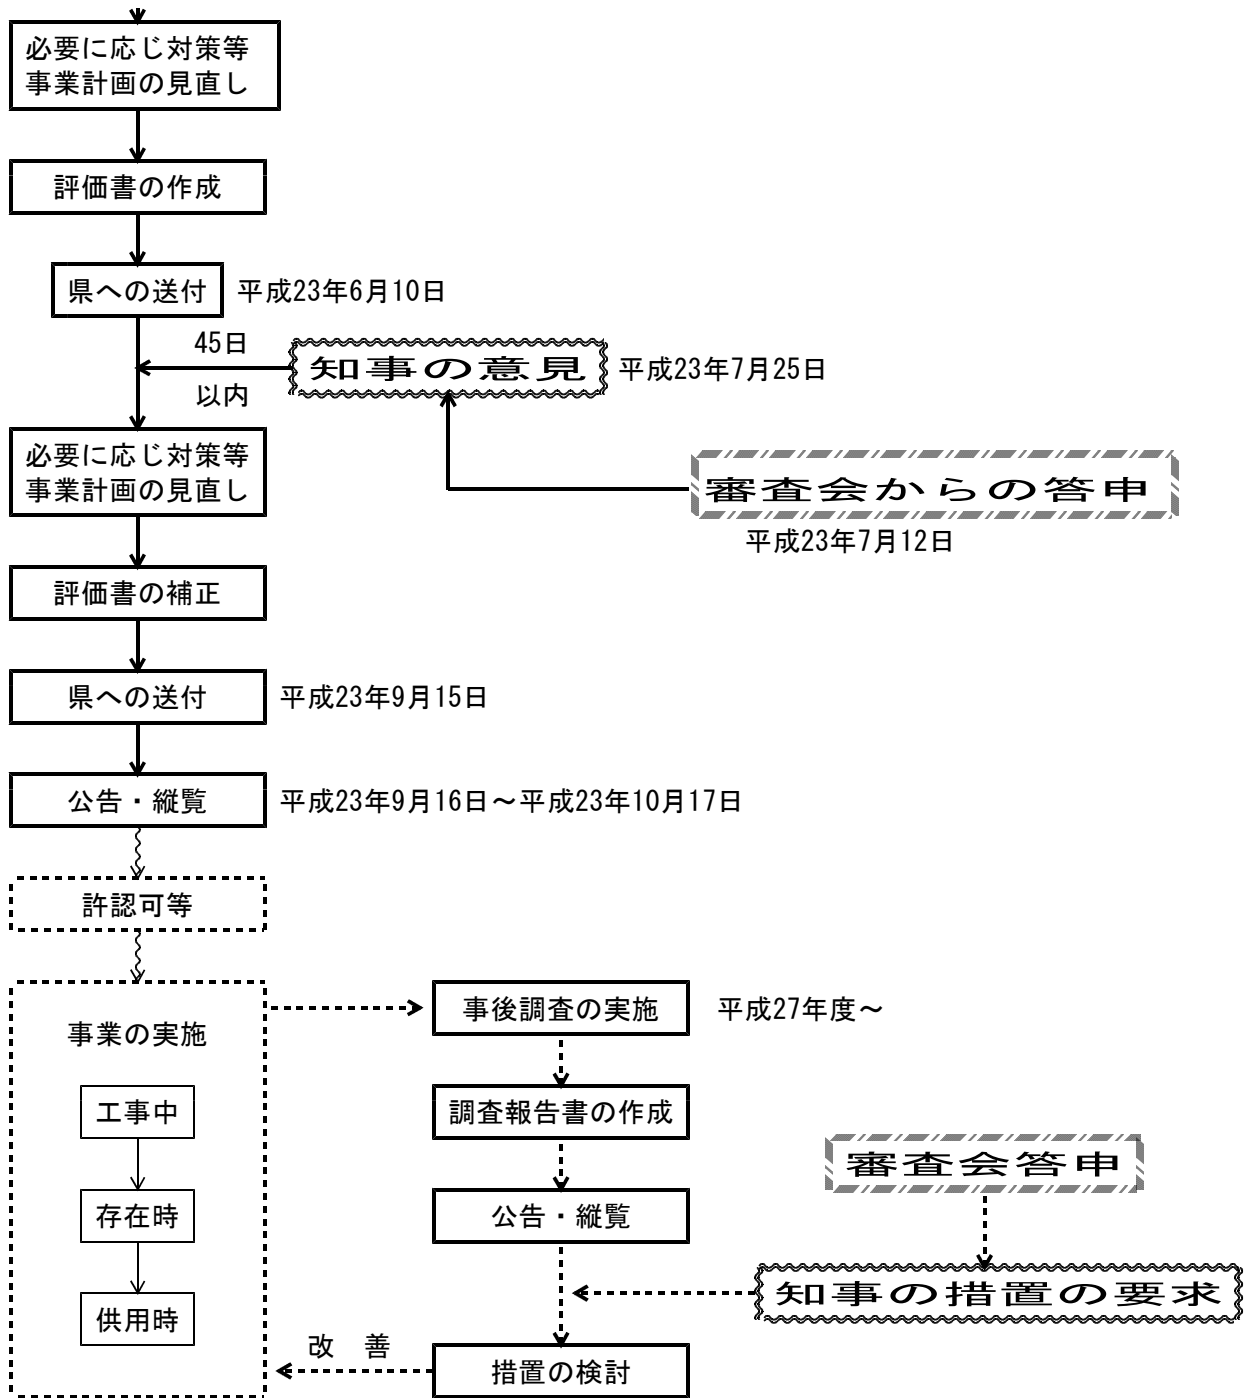 必要に応じ対策等
事業計画の見直し
評価書の作成
県への送付
平成23年6月10日
45日
以内
知事の意見
平成23年7月25日
必要に応じ対策等
事業計画の見直し
審査会からの答申
平成23年7月12日
評価書の補正
県への送付
平成23年9月15日
公告・縦覧
平成23年9月16日～平成23年10月17日
許認可等
事業の実施
工事中
存在時
供用時
事後調査の実施
平成27年度～
調査報告書の作成
審査会答申
公告・縦覧
知事の措置の要求
改　善
措置の検討